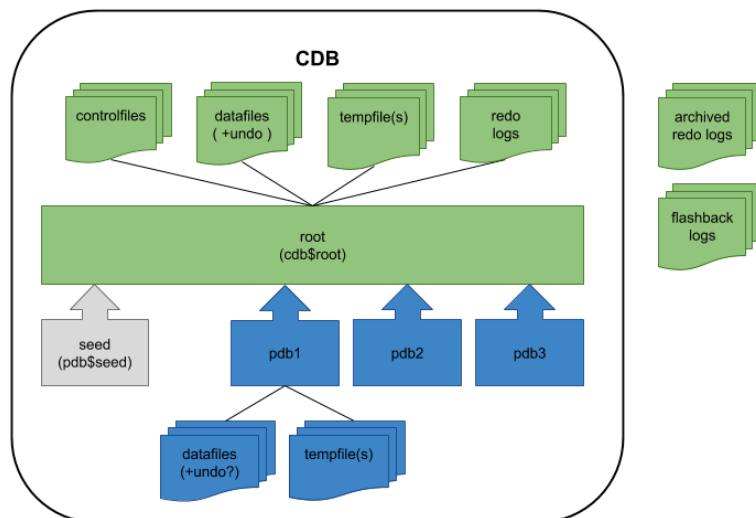 CDB
controlfiles
datafiles
( +undo )
tempfile(s)
redo
logs
archived
redo logs
flashback
logs
root
(cdb$root)
seed
(pdb$seed)
pdb1
pdb2
pdb3
datafiles
(+undo?)
tempfile(s)